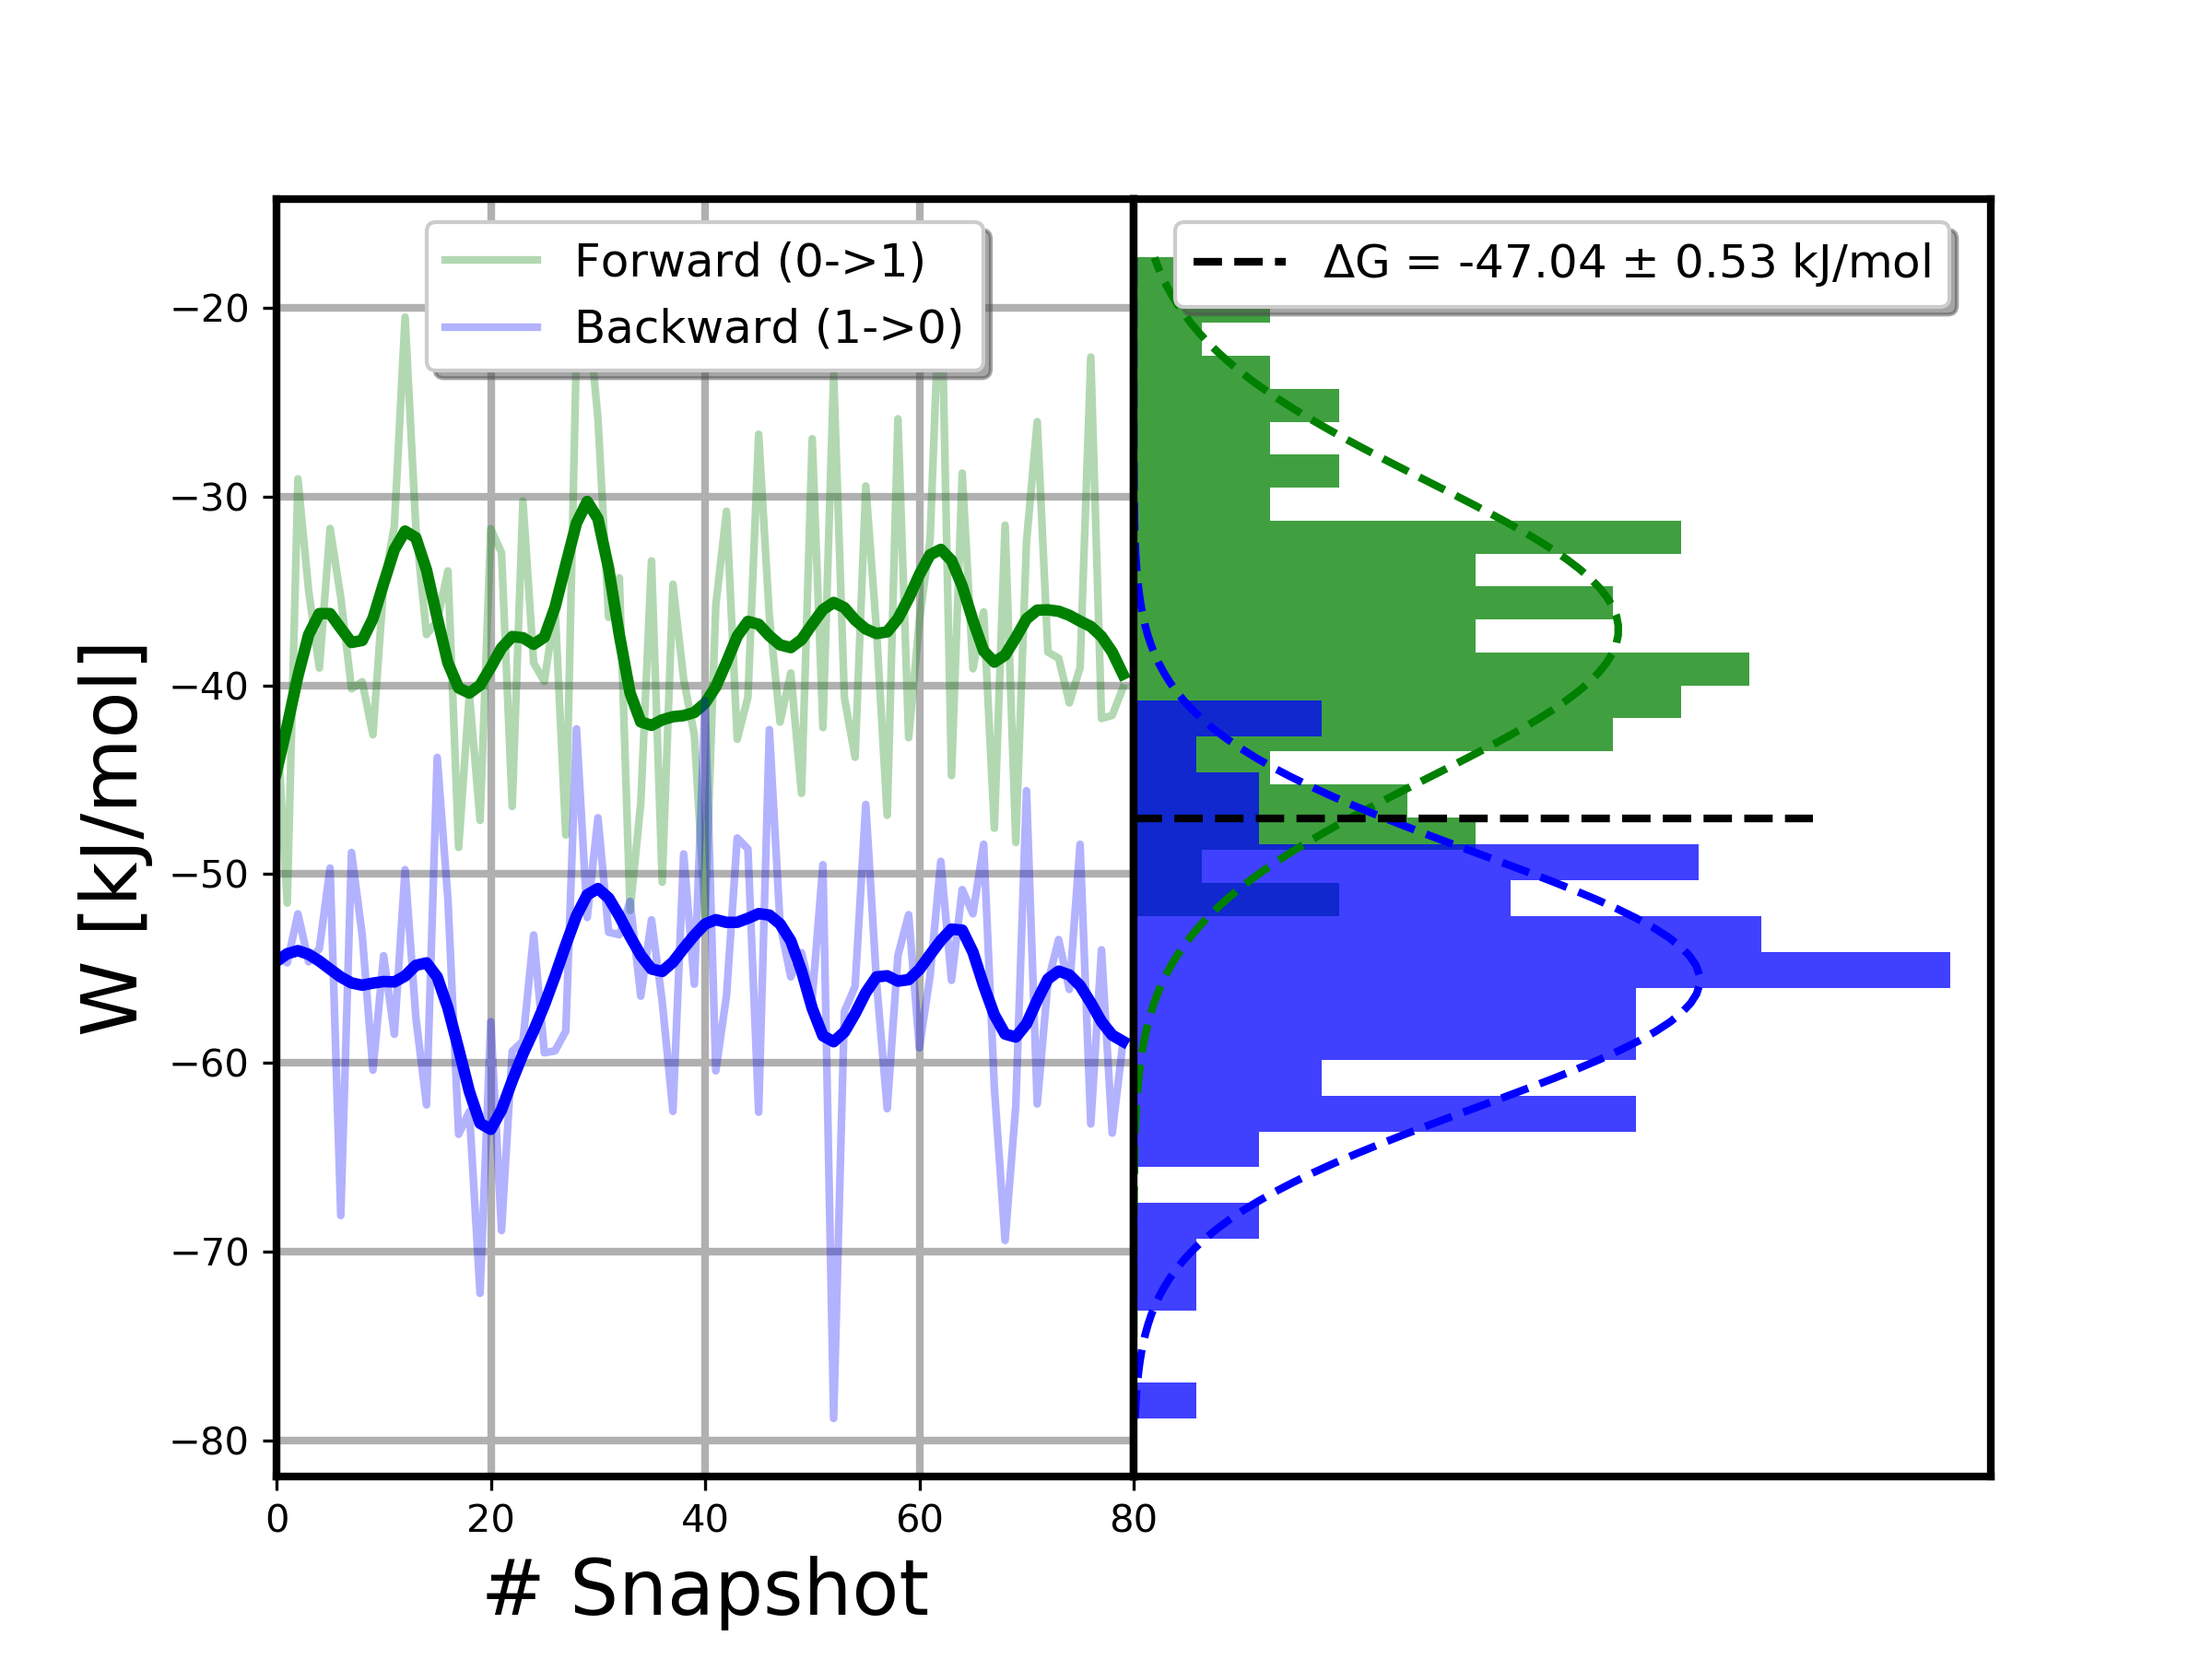 Forward (0->1)
Backward (1->0)
ΔG = -47.04 ± 0.53 kJ/mol
−20
−30
−40
−50
−60
−70
−80
W [kJ/mol]
0 20 40 60 80
# Snapshot